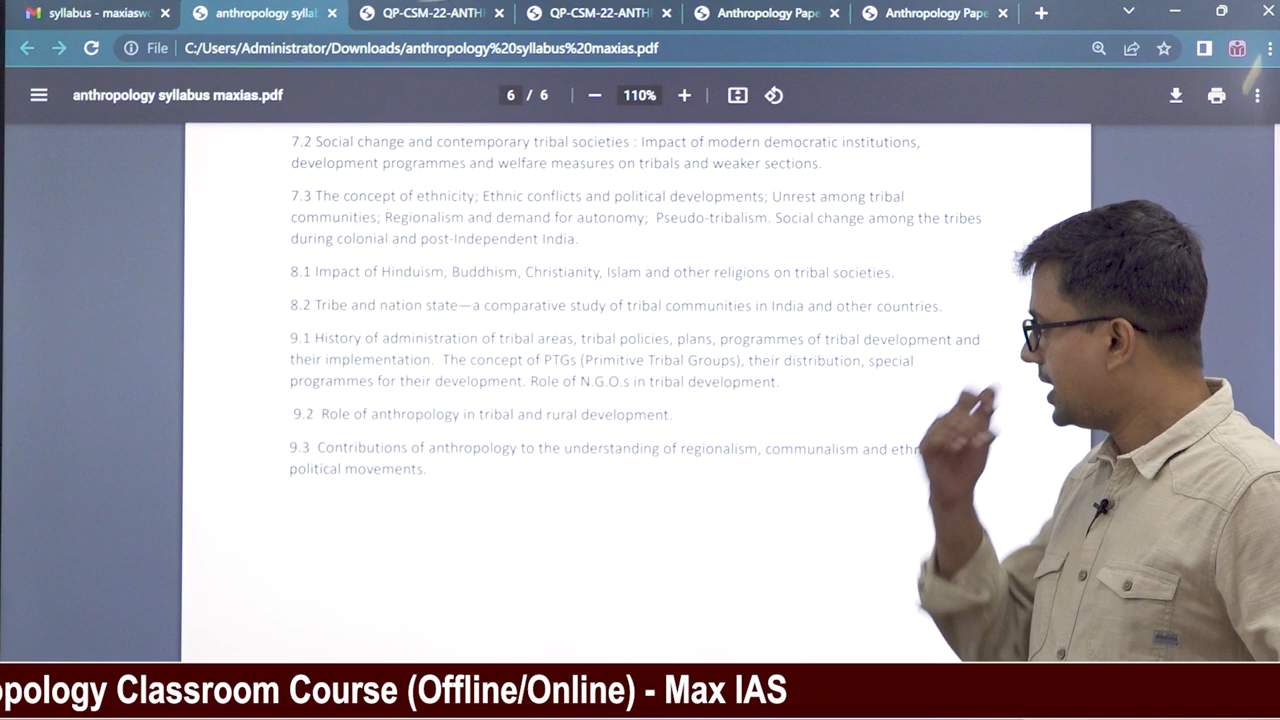 syllabus - maxiasw
anthropology sylla
QP-CSM-22-ANTH
QP-CSM-22-ANTH
Anthropology Pape
Anthropology Pape
File
C:/Users/Administrator/Downloads/anthropology%20syllabus%20maxias.pdf
anthropology syllabus maxias.pdf
6 / 6
110%
7.2 Social change and contemporary tribal societies : Impact of modern democratic institutions,
development programmes and welfare measures on tribals and weaker sections.
7.3 The concept of ethnicity; Ethnic conflicts and political developments; Unrest among tribal
communities; Regionalism and demand for autonomy; Pseudo-tribalism. Social change among the tribes
during colonial and post-Independent India.
8.1 Impact of Hinduism, Buddhism, Christianity, Islam and other religions on tribal societies.
8.2 Tribe and nation state—a comparative study of tribal communities in India and other countries.
9.1 History of administration of tribal areas, tribal policies, plans, programmes of tribal development and
their implementation. The concept of PTGs (Primitive Tribal Groups), their distribution, special
programmes for their development. Role of N.G.O.s in tribal development.
9.2 Role of anthropology in tribal and rural development.
9.3 Contributions of anthropology to the understanding of regionalism, communalism and ethn
political movements.
opology Classroom Course (Offline/Online) - Max IAS